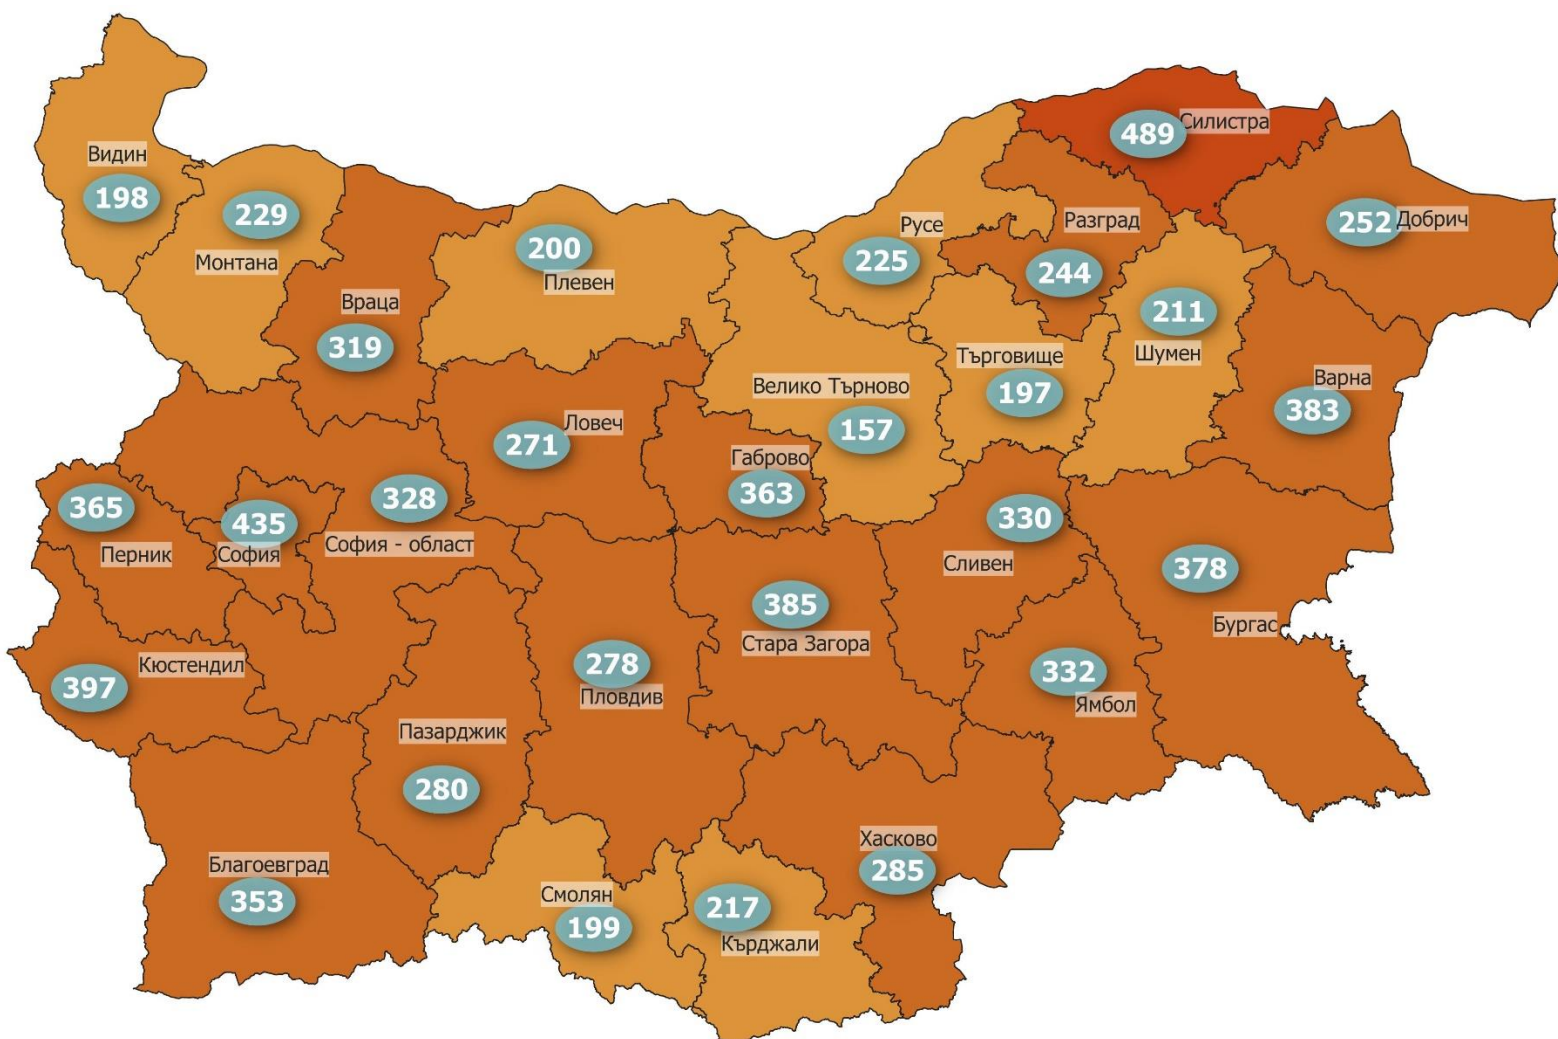 Видин
198
229
Монтана
Враца
319
200
Плевен
Русе
225
Разград
244
489
Силистра
252
Добрич
211
Шумен
Търговище
197
Велико Търново
157
Варна
383
Ловеч
271
Габрово
363
365
Перник
435
София
328
София - област
330
Сливен
378
Бургас
385
Стара Загора
332
Ямбол
Кюстендил
397
278
Пловдив
Пазарджик
280
Благоевград
353
Смолян
199
217
Кърджали
Хасково
285